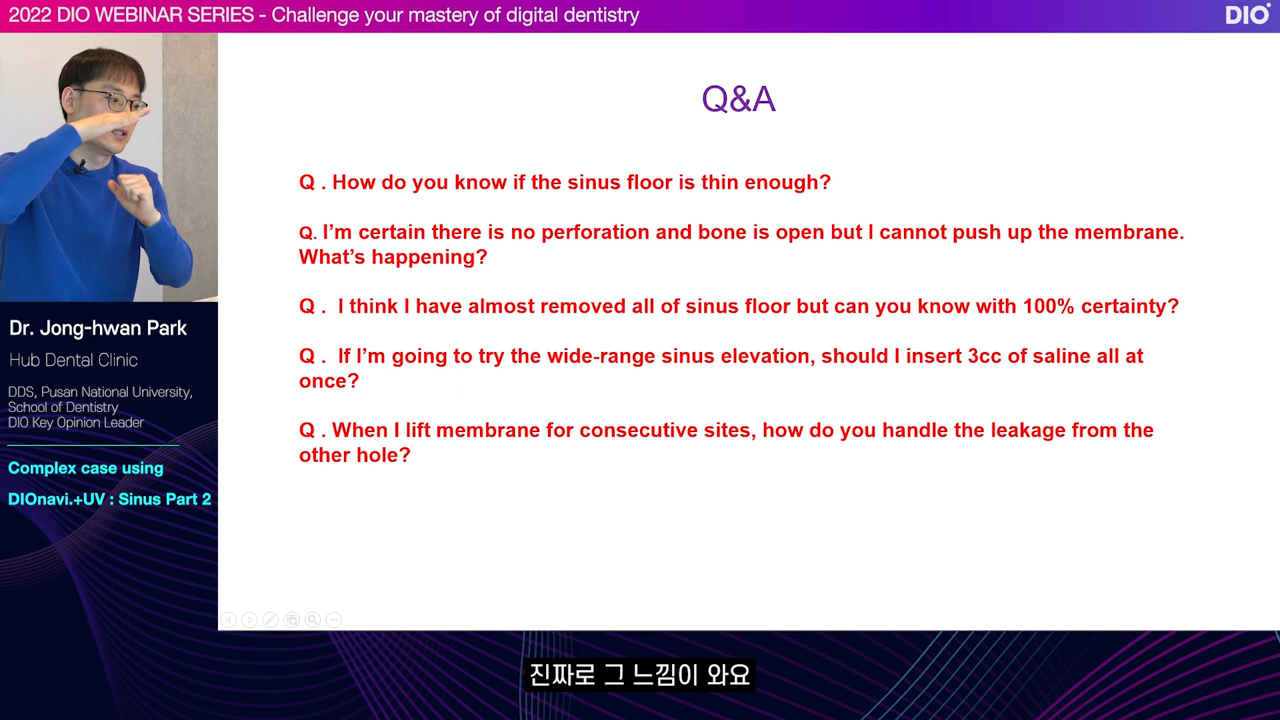 2022 DIO WEBINAR SERIES - Challenge your mastery of digital dentistry
DIO
Q&A
Q . How do you know if the sinus floor is thin enough?
Q. I’m certain there is no perforation and bone is open but I cannot push up the membrane.
What’s happening?
Q . I think I have almost removed all of sinus floor but can you know with 100% certainty?
Q . If I’m going to try the wide-range sinus elevation, should I insert 3cc of saline all at
once?
Q . When I lift membrane for consecutive sites, how do you handle the leakage from the
other hole?
Dr. Jong-hwan Park
Hub Dental Clinic
DDS, Pusan National University,
School of Dentistry
DIO Key Opinion Leader
Complex case using
DIOnavi.+UV : Sinus Part 2
진짜로 그 느낌이 와요